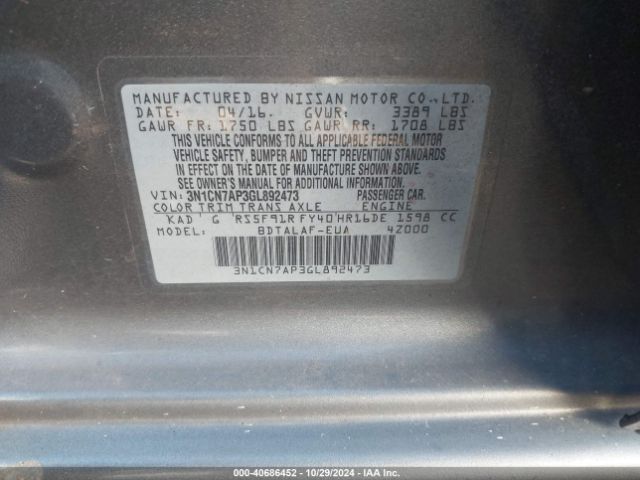 MANUFACTURED BY NISSAN MOTOR CO.,LTD.
DATE: 04/16. GVWR: 3389 LBS
GAWR FR: 1750 LBS GAWR RR: 1708 LBS
THIS VEHICLE CONFORMS TO ALL APPLICABLE FEDERAL MOTOR
VEHICLE SAFETY, BUMPER AND THEFT PREVENTION STANDARDS
IN EFFECT ON THE DATE OF MANUFACTURE SHOWN ABOVE.
SEE OWNER'S MANUAL FOR ADDITIONAL INFORMATION.
VIN: 3N1CN7AP3GL892473 PASSENGER CAR.
COLOR TRIM TRANS AXLE ENGINE
KAD G RS5F91R FY40 HR16DE 1598 CC
MODEL: BDTALAF-EUA 4Z000
3N1CN7AP3GL892473
000-40686452 | 10/29/2024 | IAA Inc.